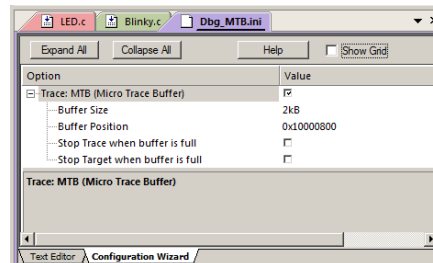 LED.c Blinky.c Dbg_MTB.ini
Expand All Collapse All Help Show Grid
Option Value
Trace: MTB (Micro Trace Buffer)
Buffer Size 2kB
Buffer Position 0x10000800
Stop Trace when buffer is full
Stop Target when buffer is full
Trace: MTB (Micro Trace Buffer)
Text Editor Configuration Wizard